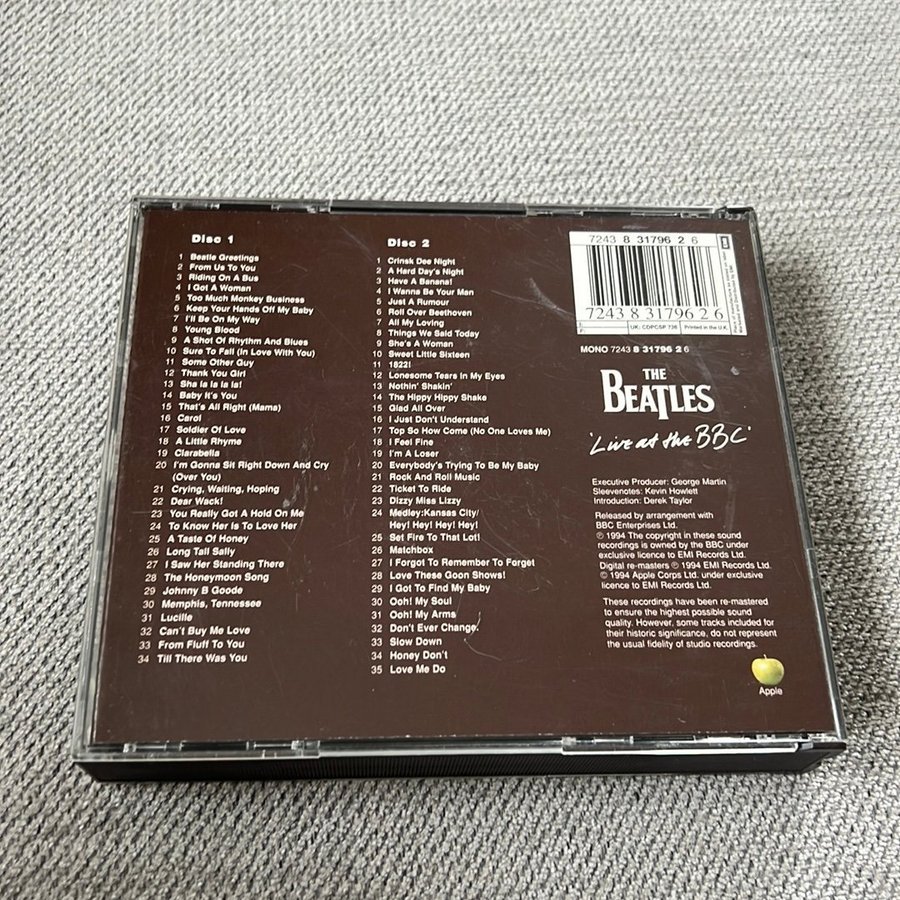 Disc 1
1 Beatle Greetings
2 From Us To You
3 Riding On A Bus
4 I Got A Woman
5 Too Much Monkey Business
6 Keep Your Hands Off My Baby
7 I'll Be On My Way
8 Young Blood
9 A Shot Of Rhythm And Blues
10 Sure To Fall (In Love With You)
11 Some Other Guy
12 Thank You Girl
13 Sha la la la la!
14 Baby It's You
15 That's All Right (Mama)
16 Carol
17 Soldier Of Love
18 A Little Rhyme
19 Clarabella
20 I'm Gonna Sit Right Down And Cry
(Over You)
21 Crying, Waiting, Hoping
22 Dear Wack!
23 You Really Got A Hold On Me
24 To Know Her Is To Love Her
25 A Taste Of Honey
26 Long Tall Sally
27 I Saw Her Standing There
28 The Honeymoon Song
29 Johnny B Goode
30 Memphis, Tennessee
31 Lucille
32 Can't Buy Me Love
33 From Fluff To You
34 Till There Was You
Disc 2
1 Crinsk Dee Night
2 A Hard Day's Night
3 Have A Banana!
4 I Wanna Be Your Man
5 Just A Rumour
6 Roll Over Beethoven
7 All My Loving
8 Things We Said Today
9 She's A Woman
10 Sweet Little Sixteen
11 1822!
12 Lonesome Tears In My Eyes
13 Nothin' Shakin'
14 The Hippy Hippy Shake
15 Glad All Over
16 I Just Don't Understand
17 Top So How Come (No One Loves Me)
18 I Feel Fine
19 I'm A Loser
20 Everybody's Trying To Be My Baby
21 Rock And Roll Music
22 Ticket To Ride
23 Dizzy Miss Lizzy
24 Medley:Kansas City/
Hey! Hey! Hey! Hey!
25 Set Fire To That Lot!
26 Matchbox
27 I Forgot To Remember To Forget
28 Love These Goon Shows!
29 I Got To Find My Baby
30 Ooh! My Soul
31 Ooh! My Arms
32 Don't Ever Change
33 Slow Down
34 Honey Don't
35 Love Me Do
7243 8 31796 2 6
7243 8 31796 2 6
UK: CDPCSP 726
Printed in the U.K.
MONO 7243 8 31796 2 6
THE
BEATLES
'Live at the BBC'
Executive Producer: George Martin
Sleevenotes: Kevin Howlett
Introduction: Derek Taylor
Released by arrangement with
BBC Enterprises Ltd.
℗ 1994 The copyright in these sound
recordings is owned by the BBC under
exclusive licence to EMI Records Ltd.
Digital re-masters ℗ 1994 EMI Records Ltd.
© 1994 Apple Corps Ltd. under exclusive
licence to EMI Records Ltd.
These recordings have been re-mastered
to ensure the highest possible sound
quality. However, some tracks included for
their historic significance, do not represent
the usual fidelity of studio recordings.
Apple